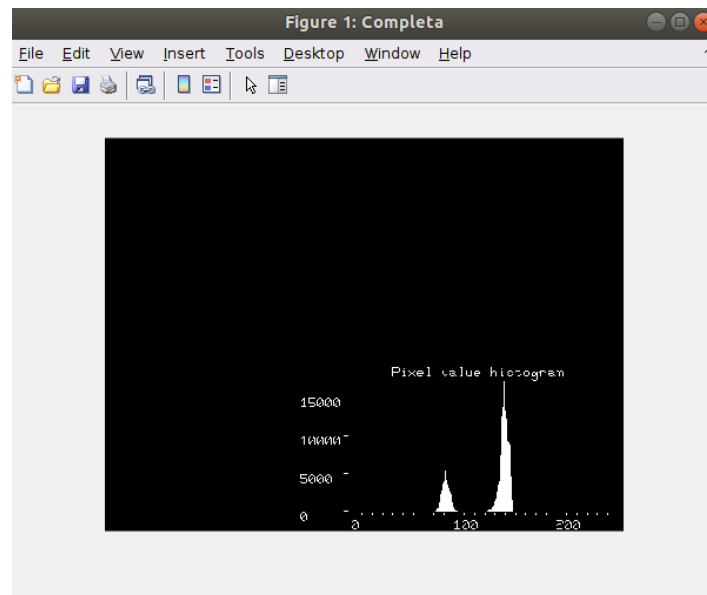 Figure 1: Completa
File Edit View Insert Tools Desktop Window Help
Pixel value histogram
15000
10000
5000
0
0 100 200